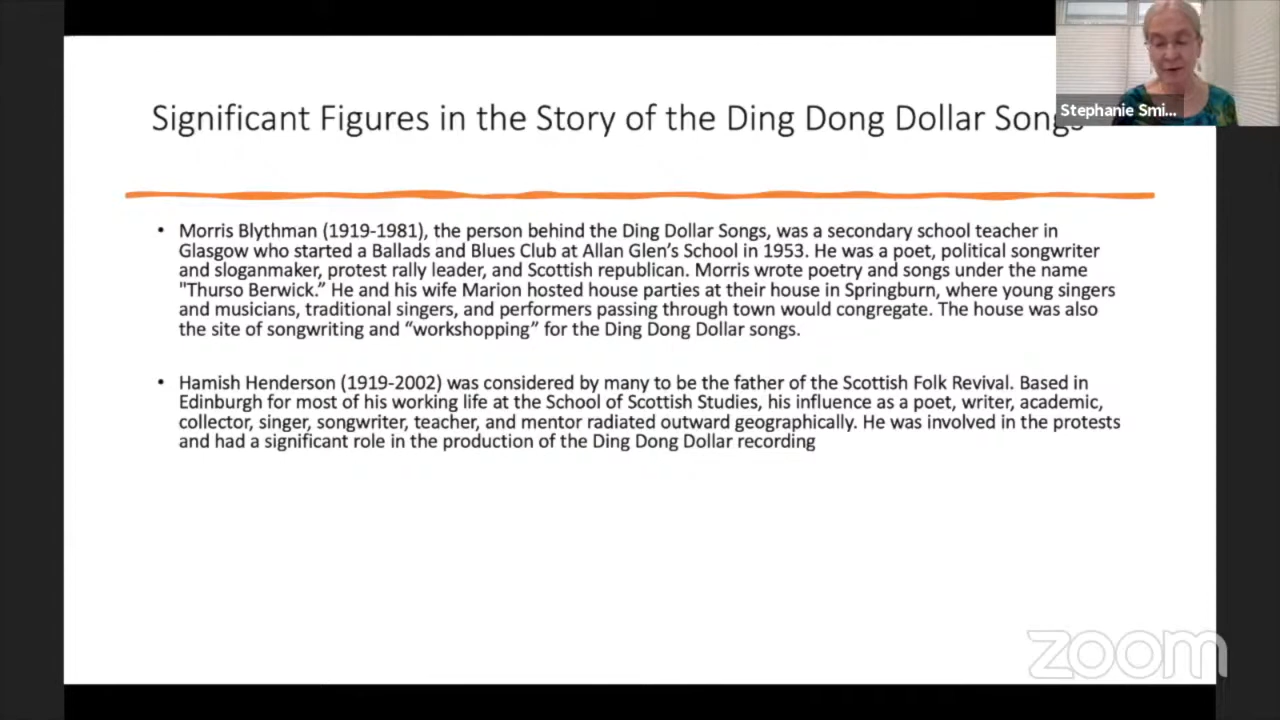 Significant Figures in the Story of the Ding Dong Dollar Songs
Stephanie Smi...
• Morris Blythman (1919-1981), the person behind the Ding Dollar Songs, was a secondary school teacher in
Glasgow who started a Ballads and Blues Club at Allan Glen’s School in 1953. He was a poet, political songwriter
and sloganmaker, protest rally leader, and Scottish republican. Morris wrote poetry and songs under the name
"Thurso Berwick.” He and his wife Marion hosted house parties at their house in Springburn, where young singers
and musicians, traditional singers, and performers passing through town would congregate. The house was also
the site of songwriting and “workshopping” for the Ding Dong Dollar songs.
• Hamish Henderson (1919-2002) was considered by many to be the father of the Scottish Folk Revival. Based in
Edinburgh for most of his working life at the School of Scottish Studies, his influence as a poet, writer, academic,
collector, singer, songwriter, teacher, and mentor radiated outward geographically. He was involved in the protests
and had a significant role in the production of the Ding Dong Dollar recording
zoom